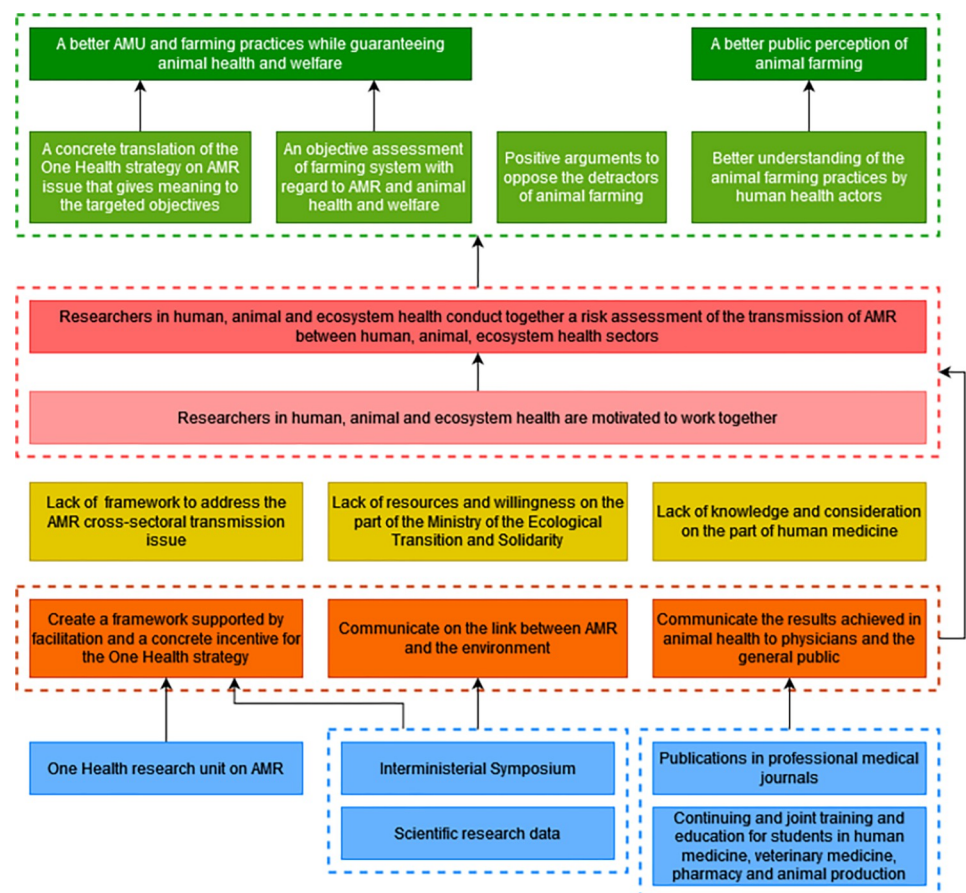 A better AMU and farming practices while guaranteeing
animal health and welfare
A better public perception of
animal farming
A concrete translation of the
One Health strategy on AMR
issue that gives meaning to
the targeted objectives
An objective assessment
of farming system with
regard to AMR and animal
health and welfare
Positive arguments to
oppose the detractors
of animal farming
Better understanding of the
animal farming practices by
human health actors
Researchers in human, animal and ecosystem health conduct together a risk assessment of the transmission of AMR
between human, animal, ecosystem health sectors
Researchers in human, animal and ecosystem health are motivated to work together
Lack of framework to address the
AMR cross-sectoral transmission
issue
Lack of resources and willingness on the
part of the Ministry of the Ecological
Transition and Solidarity
Lack of knowledge and consideration
on the part of human medicine
Create a framework supported by
facilitation and a concrete incentive for
the One Health strategy
Communicate on the link between AMR
and the environment
Communicate the results achieved in
animal health to physicians and the
general public
One Health research unit on AMR
Interministerial Symposium
Scientific research data
Publications in professional medical
journals
Continuing and joint training and
education for students in human
medicine, veterinary medicine,
pharmacy and animal production